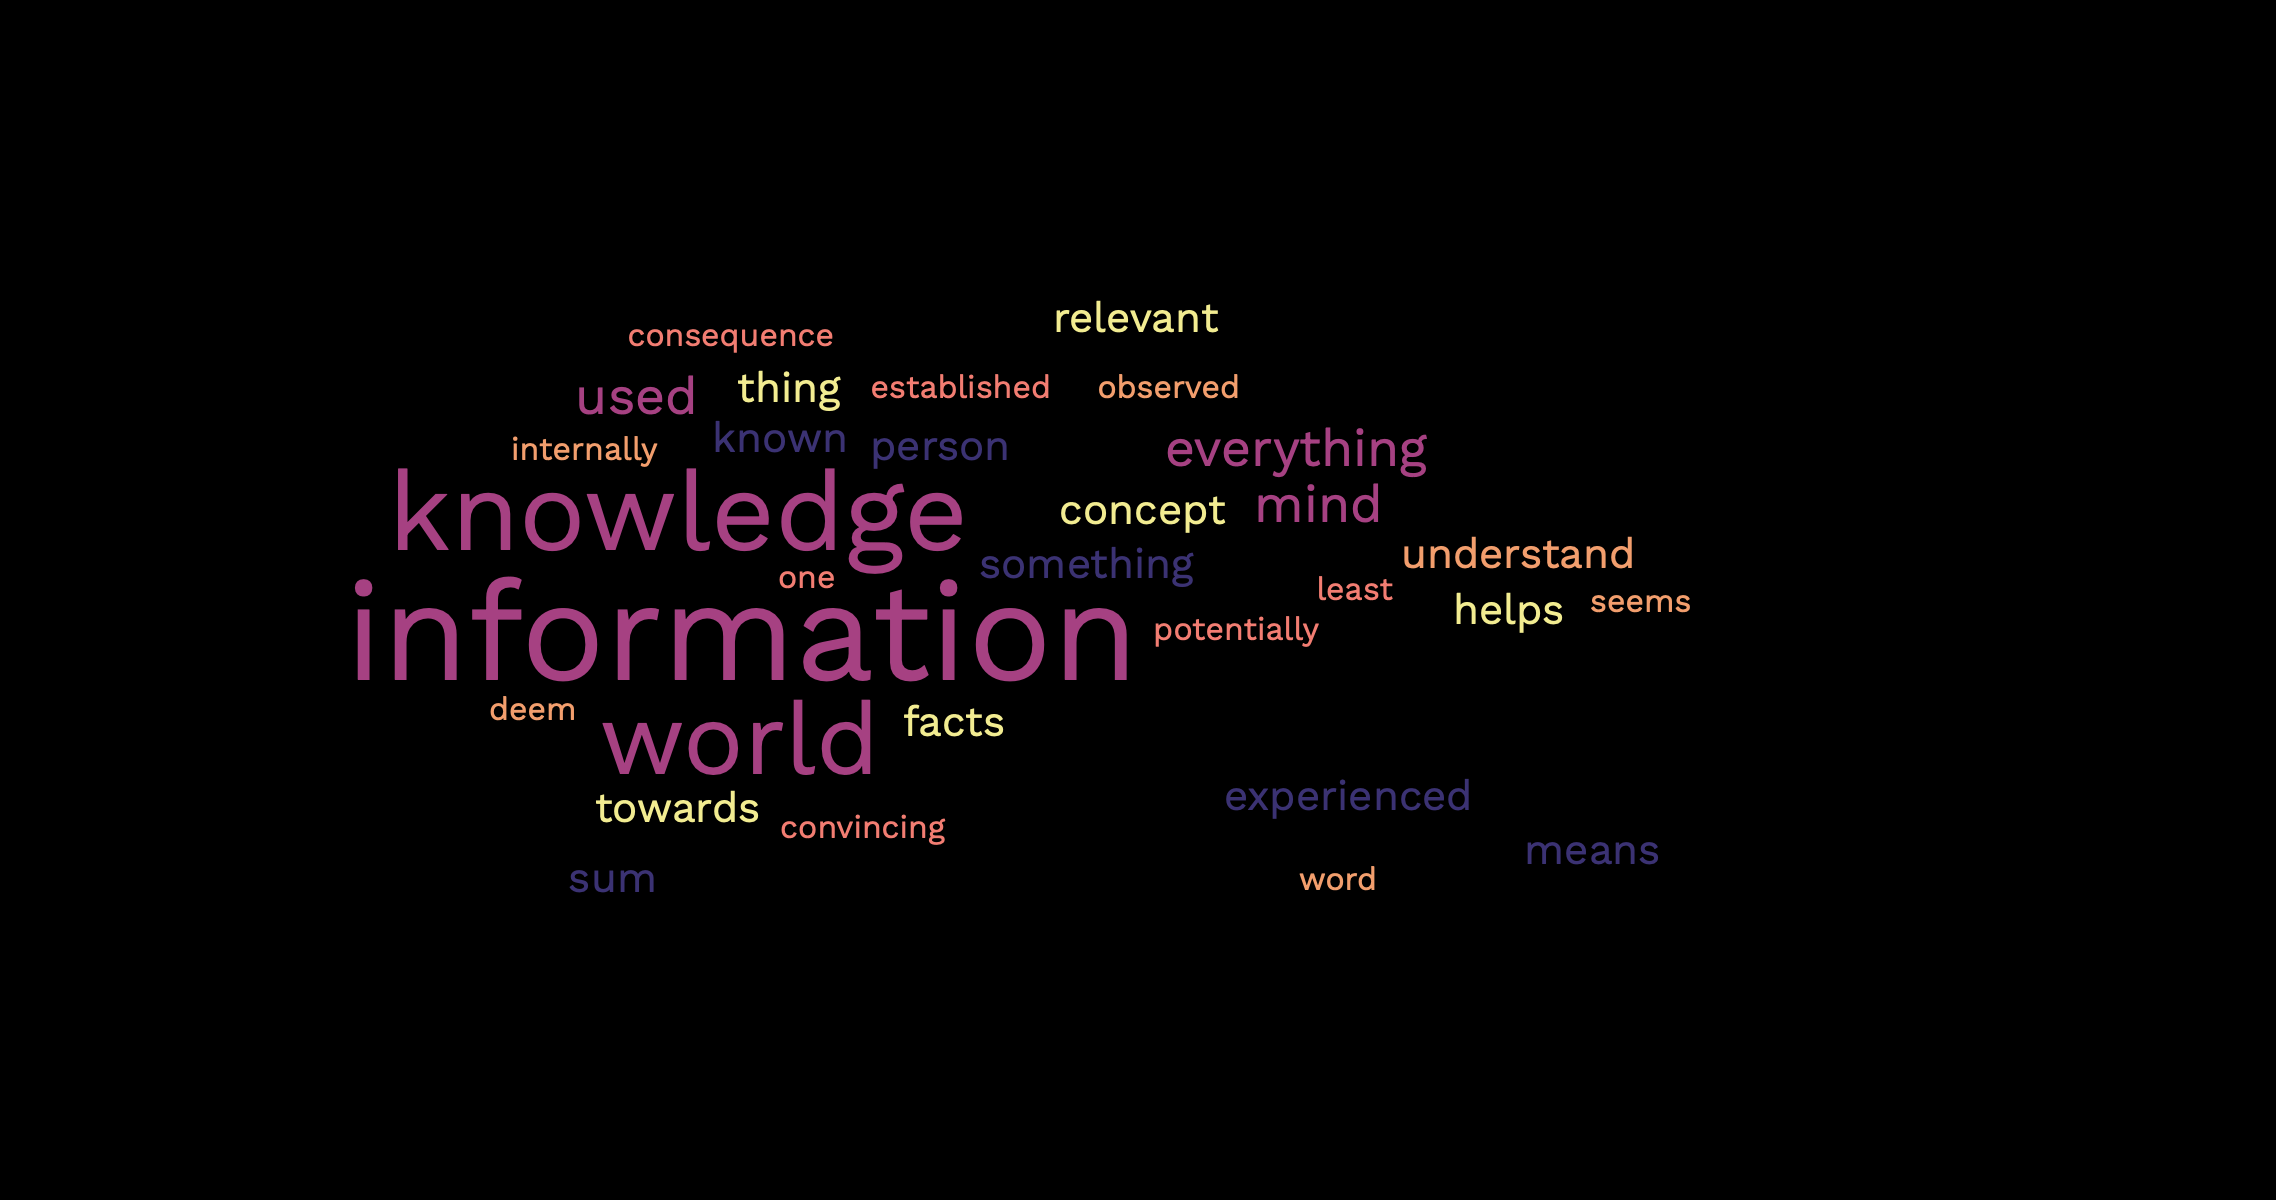 relevant
consequence
thing established observed
used
known person everything
internally
knowledge concept mind
something understand
one least seems
helps
information potentially
deem facts
world
experienced
towards convincing
means
sum word